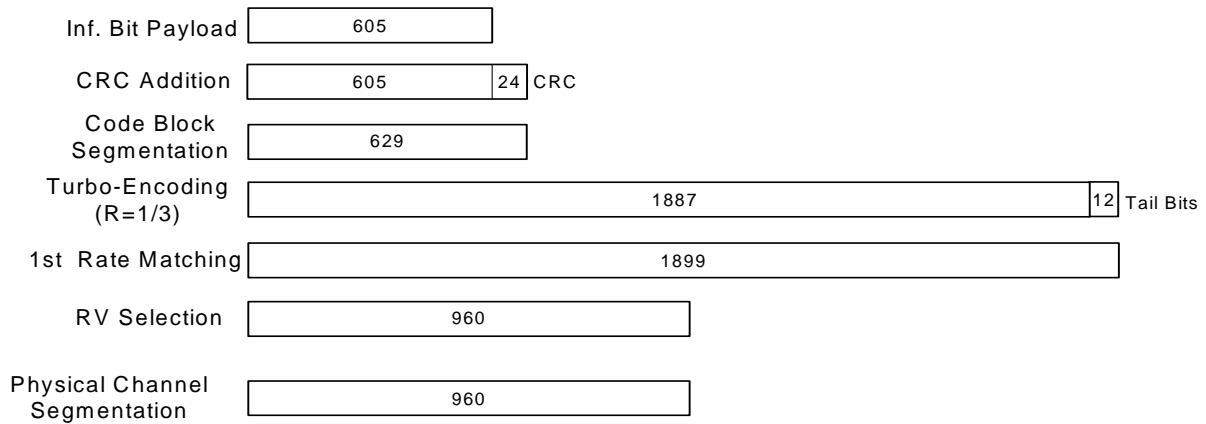 Inf. Bit Payload 605
CRC Addition 605 24 CRC
Code Block
Segmentation 629
Turbo-Encoding
(R=1/3) 1887 12 Tail Bits
1st Rate Matching 1899
RV Selection 960
Physical Channel
Segmentation 960